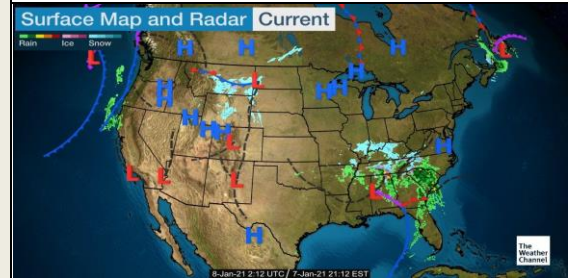 Surface Map and Radar Current
Rain Ice Snow
H H H
L L
H L H
H H
H H
H
H H H
L
L L L L
H
8-Jan-21 2:12 UTC / 7-Jan-21 21:12 EST
The
Weather
Channel